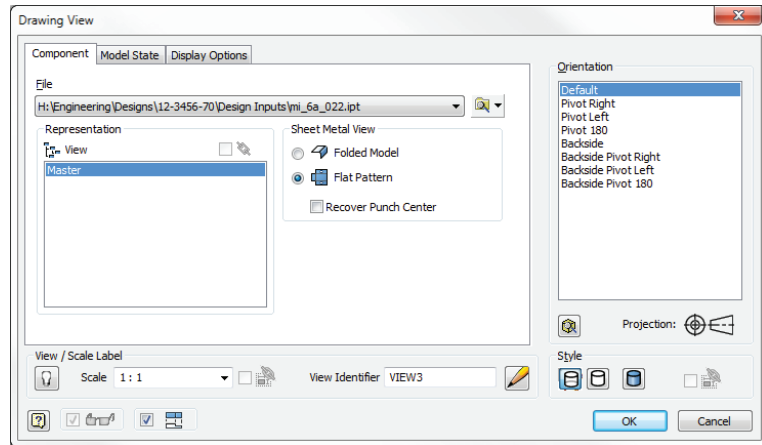 Drawing View
Component Model State Display Options
File
H:\Engineering\Designs\12-3456-70\Design Inputs\mi_6a_022.ipt
Representation
View
Master
Sheet Metal View
Folded Model
Flat Pattern
Recover Punch Center
Orientation
Default
Pivot Right
Pivot Left
Pivot 180
Backside
Backside Pivot Right
Backside Pivot Left
Backside Pivot 180
Projection:
View / Scale Label
Scale 1 : 1
View Identifier VIEW3
Style
OK Cancel